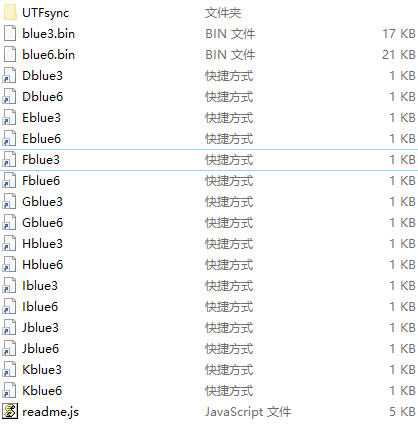 UTFsync 文件夹
blue3.bin BIN 文件 17 KB
blue6.bin BIN 文件 21 KB
Dblue3 快捷方式 1 KB
Dblue6 快捷方式 1 KB
Eblue3 快捷方式 1 KB
Eblue6 快捷方式 1 KB
Fblue3 快捷方式 1 KB
Fblue6 快捷方式 1 KB
Gblue3 快捷方式 1 KB
Gblue6 快捷方式 1 KB
Hblue3 快捷方式 1 KB
Hblue6 快捷方式 1 KB
Iblue3 快捷方式 1 KB
Iblue6 快捷方式 1 KB
Jblue3 快捷方式 1 KB
Jblue6 快捷方式 1 KB
Kblue3 快捷方式 1 KB
Kblue6 快捷方式 1 KB
readme.js JavaScript 文件 5 KB